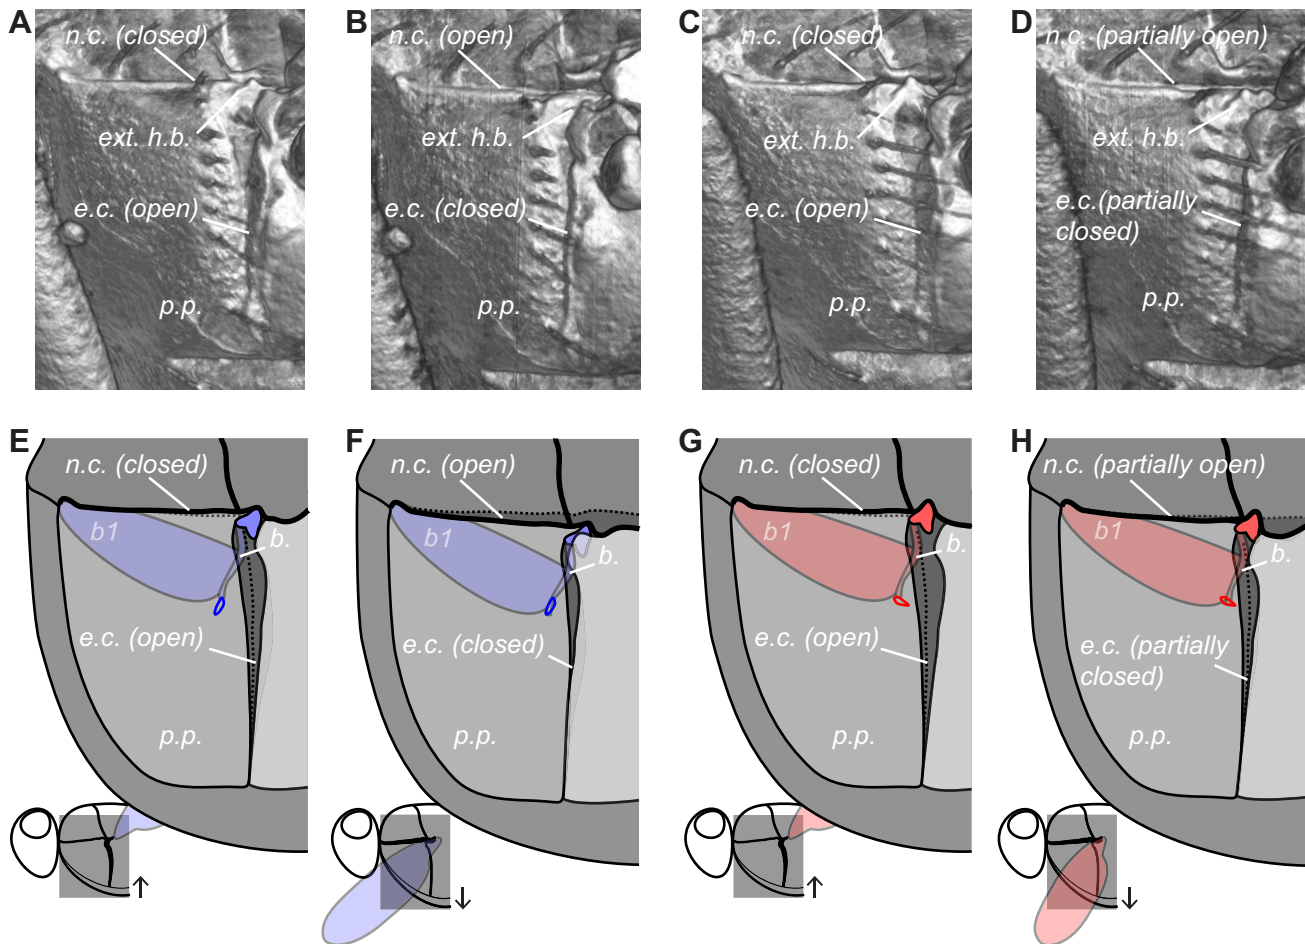 A
n.c. (closed)
ext. h.b.
e.c. (open)
p.p.
B
n.c. (open)
ext. h.b.
e.c. (closed)
p.p.
C
n.c. (closed)
ext. h.b.
e.c. (open)
p.p.
D
n.c. (partially open)
ext. h.b.
e.c.(partially
closed)
p.p.
E
n.c. (closed)
b1
b.
e.c. (open)
p.p.
F
n.c. (open)
b1
b.
e.c. (closed)
p.p.
G
n.c. (closed)
b1
b.
e.c. (open)
p.p.
H
n.c. (partially open)
b1
b.
e.c. (partially
closed)
p.p.